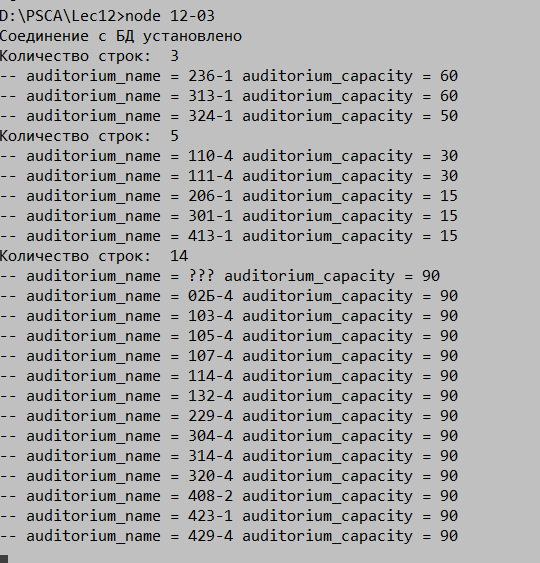 D:\PSCA\Lec12>node 12-03
Соединение с БД установлено
Количество строк:  3
-- auditorium_name = 236-1 auditorium_capacity = 60
-- auditorium_name = 313-1 auditorium_capacity = 60
-- auditorium_name = 324-1 auditorium_capacity = 50
Количество строк:  5
-- auditorium_name = 110-4 auditorium_capacity = 30
-- auditorium_name = 111-4 auditorium_capacity = 30
-- auditorium_name = 206-1 auditorium_capacity = 15
-- auditorium_name = 301-1 auditorium_capacity = 15
-- auditorium_name = 413-1 auditorium_capacity = 15
Количество строк:  14
-- auditorium_name = ??? auditorium_capacity = 90
-- auditorium_name = 02Б-4 auditorium_capacity = 90
-- auditorium_name = 103-4 auditorium_capacity = 90
-- auditorium_name = 105-4 auditorium_capacity = 90
-- auditorium_name = 107-4 auditorium_capacity = 90
-- auditorium_name = 114-4 auditorium_capacity = 90
-- auditorium_name = 132-4 auditorium_capacity = 90
-- auditorium_name = 229-4 auditorium_capacity = 90
-- auditorium_name = 304-4 auditorium_capacity = 90
-- auditorium_name = 314-4 auditorium_capacity = 90
-- auditorium_name = 320-4 auditorium_capacity = 90
-- auditorium_name = 408-2 auditorium_capacity = 90
-- auditorium_name = 423-1 auditorium_capacity = 90
-- auditorium_name = 429-4 auditorium_capacity = 90